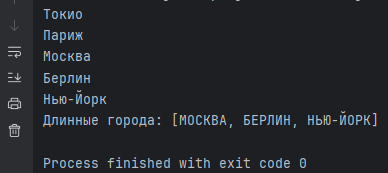 Токио
Париж
Москва
Берлин
Нью-Йорк
Длинные города: [МОСКВА, БЕРЛИН, НЬЮ-ЙОРК]
Process finished with exit code 0